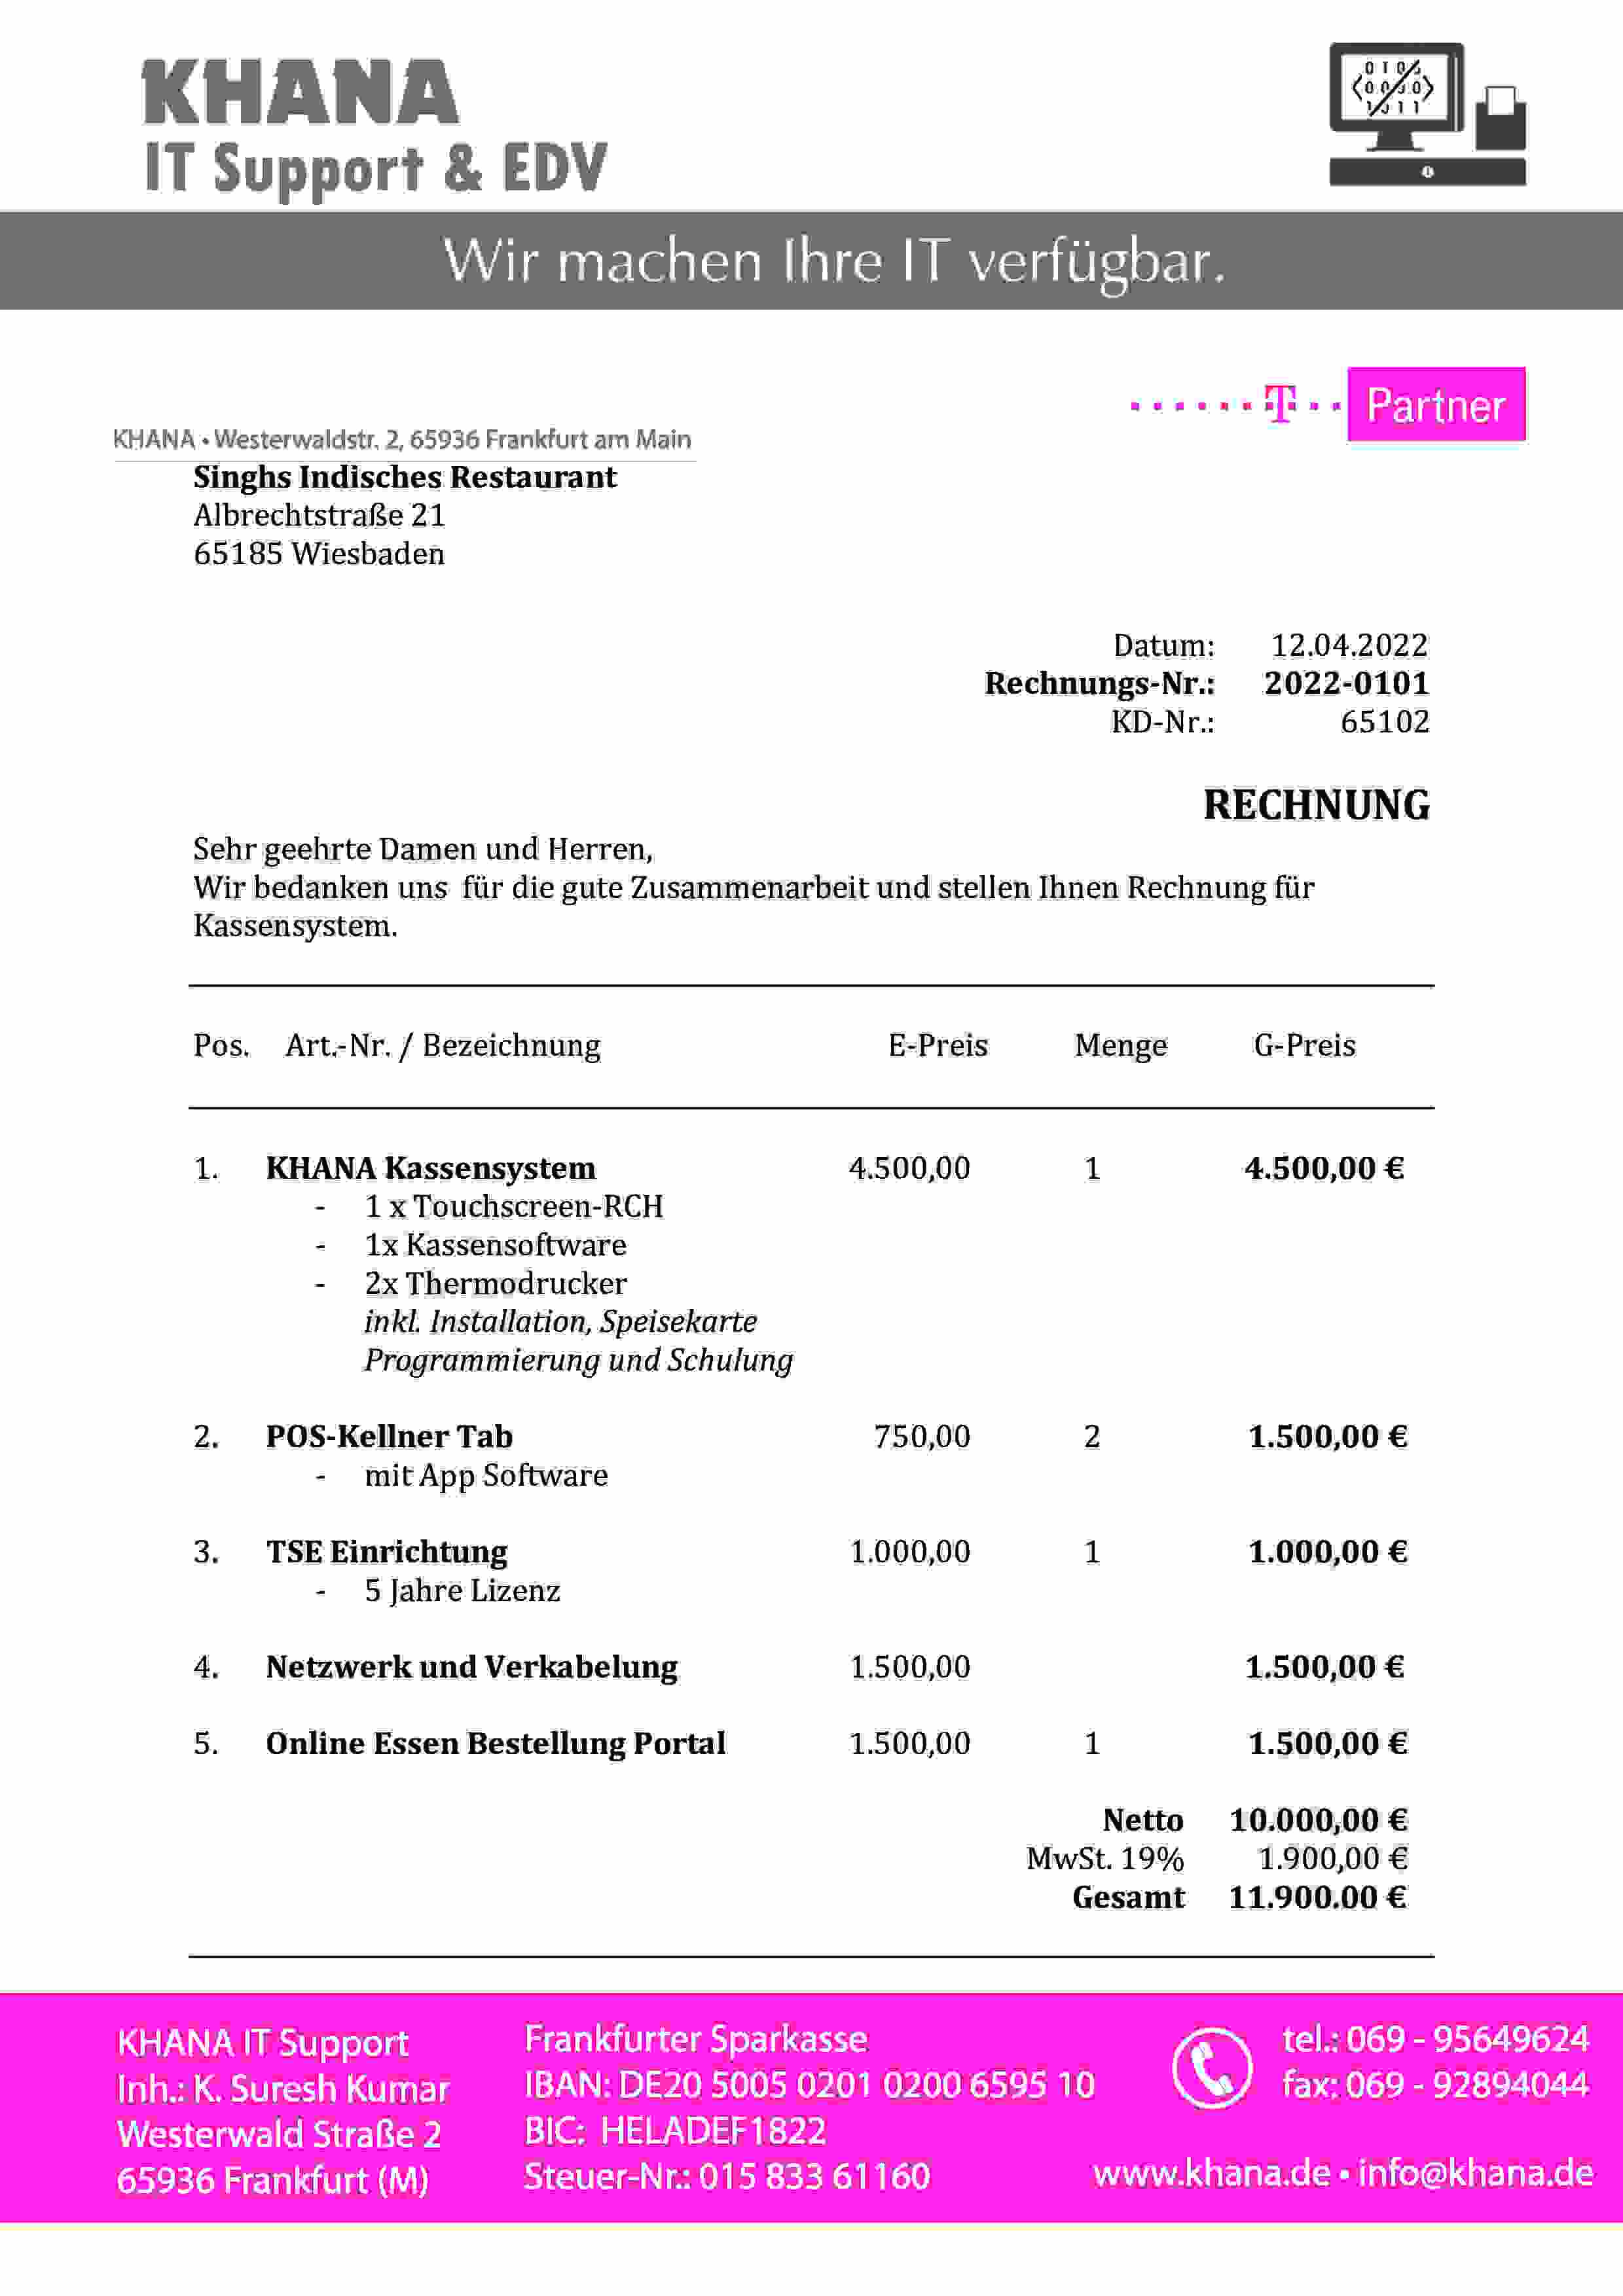 KHANA
IT Support & EDV
0 1 0
Wir machen Ihre IT verfügbar.
T Partner
KHANA • Westerwaldstr. 2, 65936 Frankfurt am Main
Singhs Indisches Restaurant
Albrechtstraße 21
65185 Wiesbaden
Datum: 12.04.2022
Rechnungs-Nr.: 2022-0101
KD-Nr.: 65102
RECHNUNG
Sehr geehrte Damen und Herren,
Wir bedanken uns für die gute Zusammenarbeit und stellen Ihnen Rechnung für
Kassensystem.
Pos. Art.-Nr. / Bezeichnung E-Preis Menge G-Preis
1. KHANA Kassensystem 4.500,00 1 4.500,00 €
- 1 x Touchscreen-RCH
- 1x Kassensoftware
- 2x Thermodrucker
inkl. Installation, Speisekarte
Programmierung und Schulung
2. POS-Kellner Tab 750,00 2 1.500,00 €
- mit App Software
3. TSE Einrichtung 1.000,00 1 1.000,00 €
- 5 Jahre Lizenz
4. Netzwerk und Verkabelung 1.500,00 1.500,00 €
5. Online Essen Bestellung Portal 1.500,00 1 1.500,00 €
Netto 10.000,00 €
MwSt. 19% 1.900,00 €
Gesamt 11.900.00 €
KHANA IT Support
Inh.: K. Suresh Kumar
Westerwald Straße 2
65936 Frankfurt (M)
Frankfurter Sparkasse
IBAN: DE20 5005 0201 0200 6595 10
BIC: HELADEF1822
Steuer-Nr.: 015 833 61160
tel.: 069 - 95649624
fax: 069 - 92894044
www.khana.de • info@khana.de